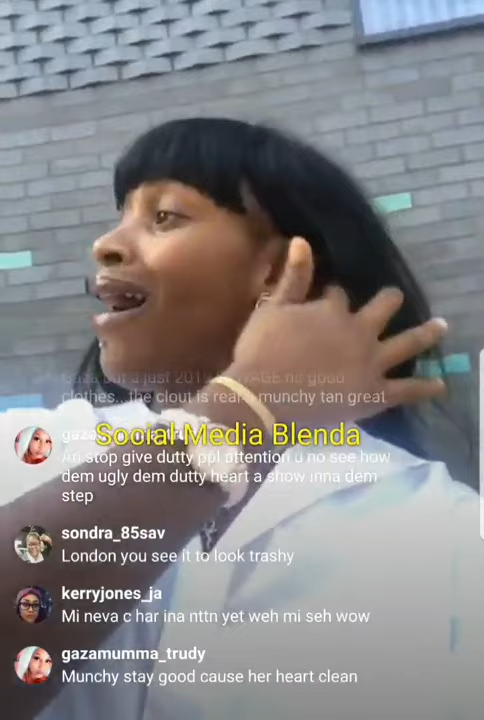 clothes...the clout is real munchy tan great
Social Media Blenda
An stop give dutty ppl attention u no see how
dem ugly dem dutty heart a show inna dem
step
sondra_85sav
London you see it to look trashy
kerryjones_ja
Mi neva c har ina nttn yet weh mi seh wow
gazamumma_trudy
Munchy stay good cause her heart clean